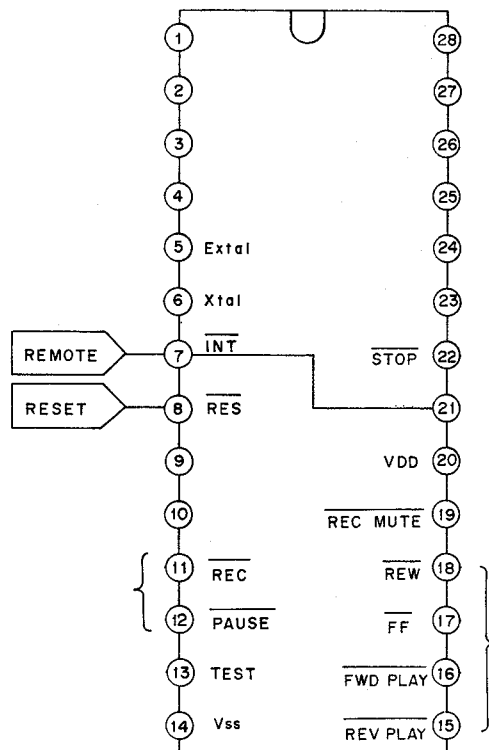 1 28
2 27
3 26
4 25
5 Extal 24
6 Xtal 23
REMOTE 7 INT STOP 22
RESET 8 RES 21
9 VDD 20
10 REC MUTE 19
11 REC REW 18
12 PAUSE FF 17
13 TEST FWD PLAY 16
14 Vss REV PLAY 15